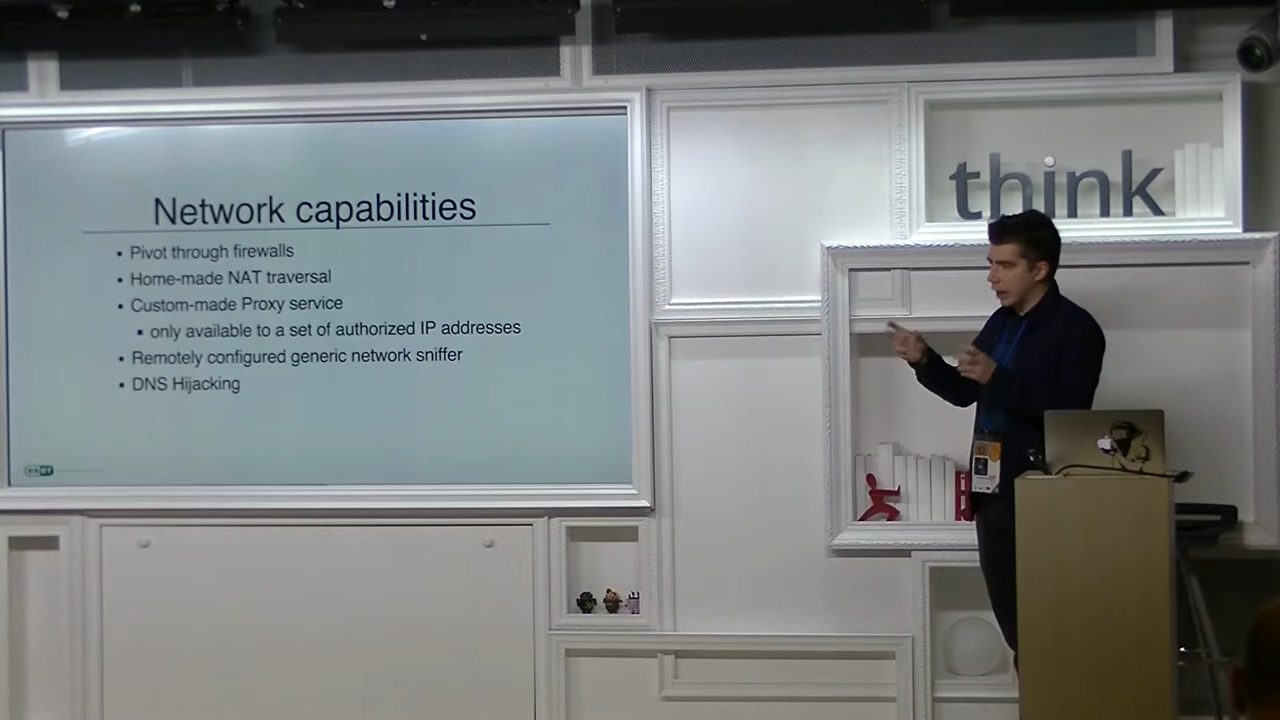 Network capabilities
• Pivot through firewalls
• Home-made NAT traversal
• Custom-made Proxy service
▪ only available to a set of authorized IP addresses
• Remotely configured generic network sniffer
• DNS Hijacking
eset
think